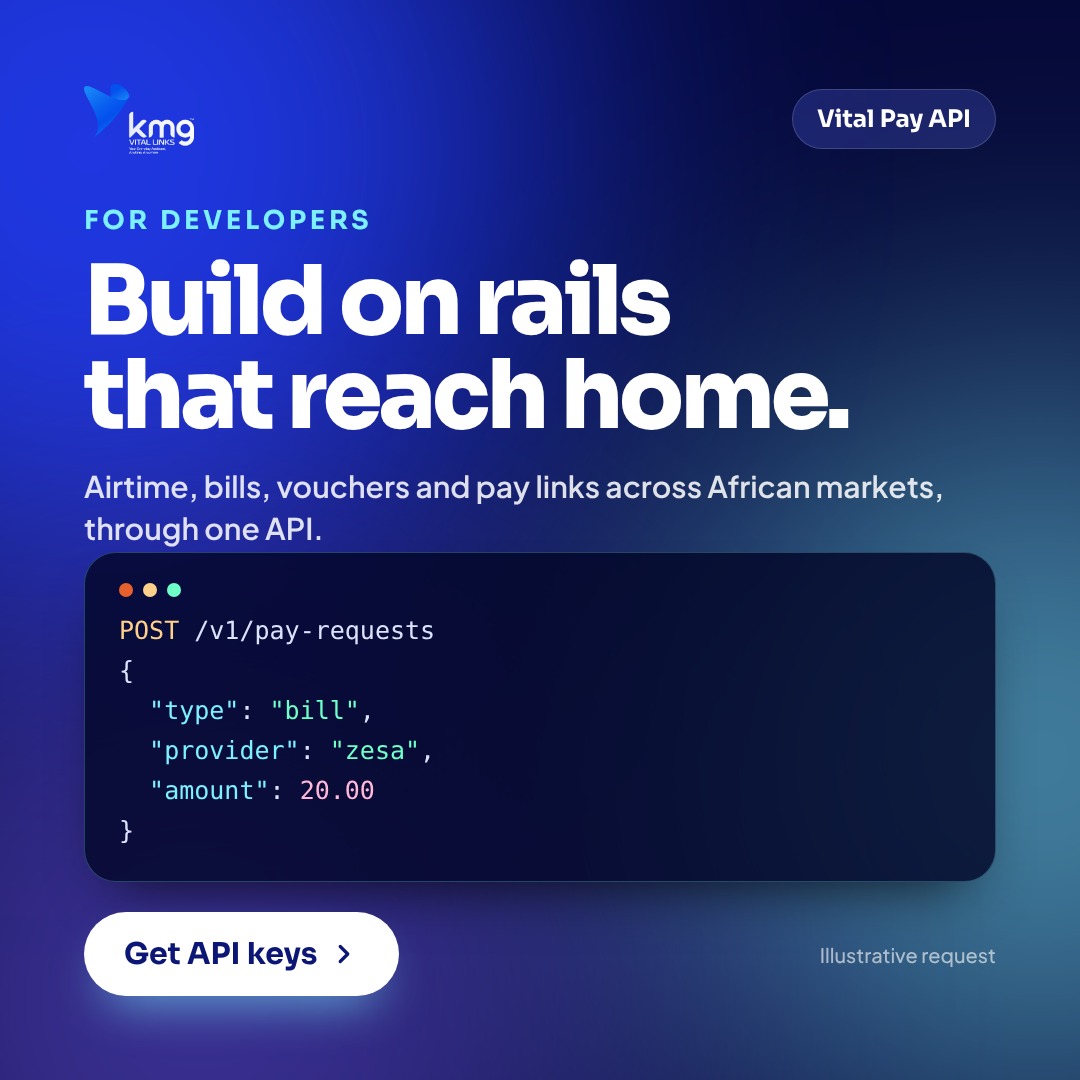 kmg
VITAL LINKS
Vital Pay API
FOR DEVELOPERS
Build on rails
that reach home.
Airtime, bills, vouchers and pay links across African markets,
through one API.
POST /v1/pay-requests
{
  "type": "bill",
  "provider": "zesa",
  "amount": 20.00
}
Get API keys
Illustrative request